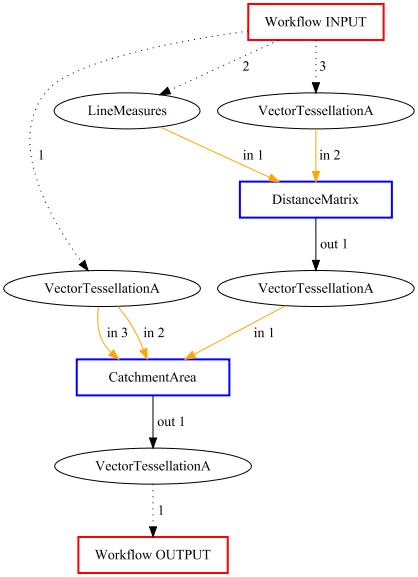 Workflow INPUT
2
3
LineMeasures
VectorTessellationA
1
in 1
in 2
DistanceMatrix
out 1
VectorTessellationA
VectorTessellationA
in 3
in 2
in 1
CatchmentArea
out 1
VectorTessellationA
1
Workflow OUTPUT